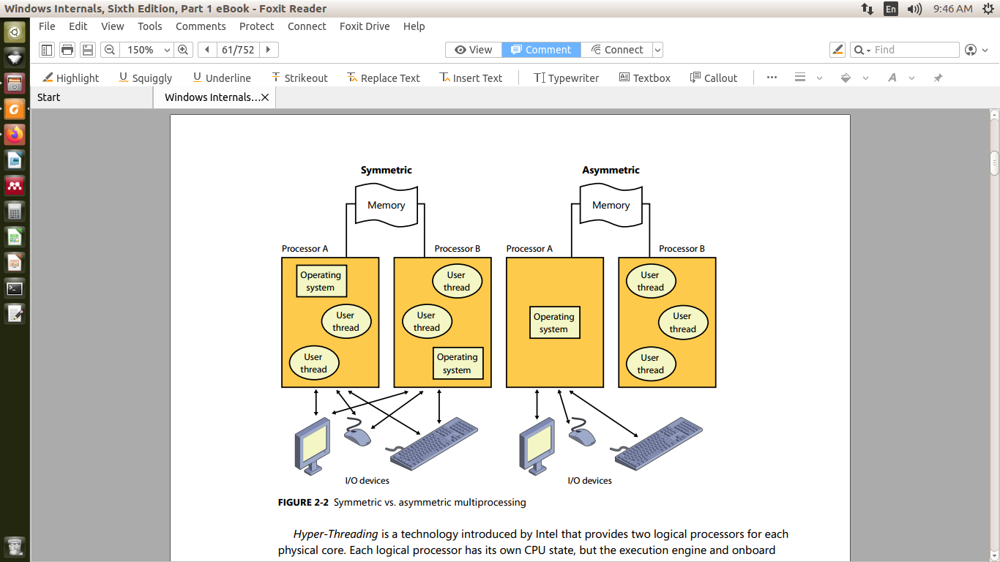 Windows Internals, Sixth Edition, Part 1 eBook - Foxit Reader
En
9:46 AM
File Edit View Tools Comments Protect Connect Foxit Drive Help
150%
61/752
View
Comment
Connect
Find
Highlight
Squiggly
Underline
Strikeout
Replace Text
Insert Text
Typewriter
Textbox
Callout
Start
Windows Internals...
Symmetric
Memory
Processor A
Operating
system
User
thread
User
thread
Processor B
User
thread
User
thread
Operating
system
I/O devices
Asymmetric
Memory
Processor A
Operating
system
Processor B
User
thread
User
thread
User
thread
I/O devices
FIGURE 2-2 Symmetric vs. asymmetric multiprocessing
Hyper-Threading is a technology introduced by Intel that provides two logical processors for each
physical core. Each logical processor has its own CPU state, but the execution engine and onboard